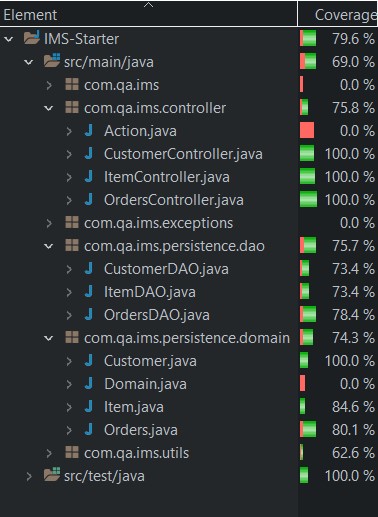 Element Coverage
IMS-Starter 79.6 %
src/main/java 69.0 %
com.qa.ims 0.0 %
com.qa.ims.controller 75.8 %
Action.java 0.0 %
CustomerController.java 100.0 %
ItemController.java 100.0 %
OrdersController.java 100.0 %
com.qa.ims.exceptions 0.0 %
com.qa.ims.persistence.dao 75.7 %
CustomerDAO.java 73.4 %
ItemDAO.java 73.4 %
OrdersDAO.java 78.4 %
com.qa.ims.persistence.domain 74.3 %
Customer.java 100.0 %
Domain.java 0.0 %
Item.java 84.6 %
Orders.java 80.1 %
com.qa.ims.utils 62.6 %
src/test/java 100.0 %